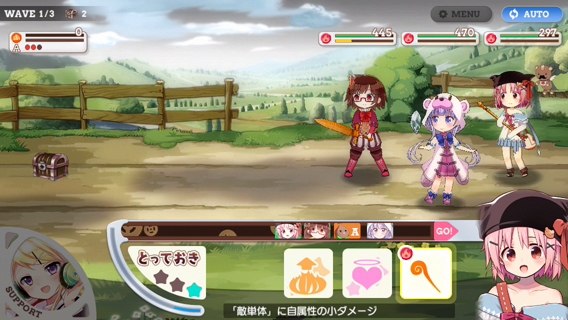 WAVE 1/3
2
MENU
AUTO
0
A
445
470
297
A
GO!
とっておき
SUPPORT
「敵単体」に自属性の小ダメージ